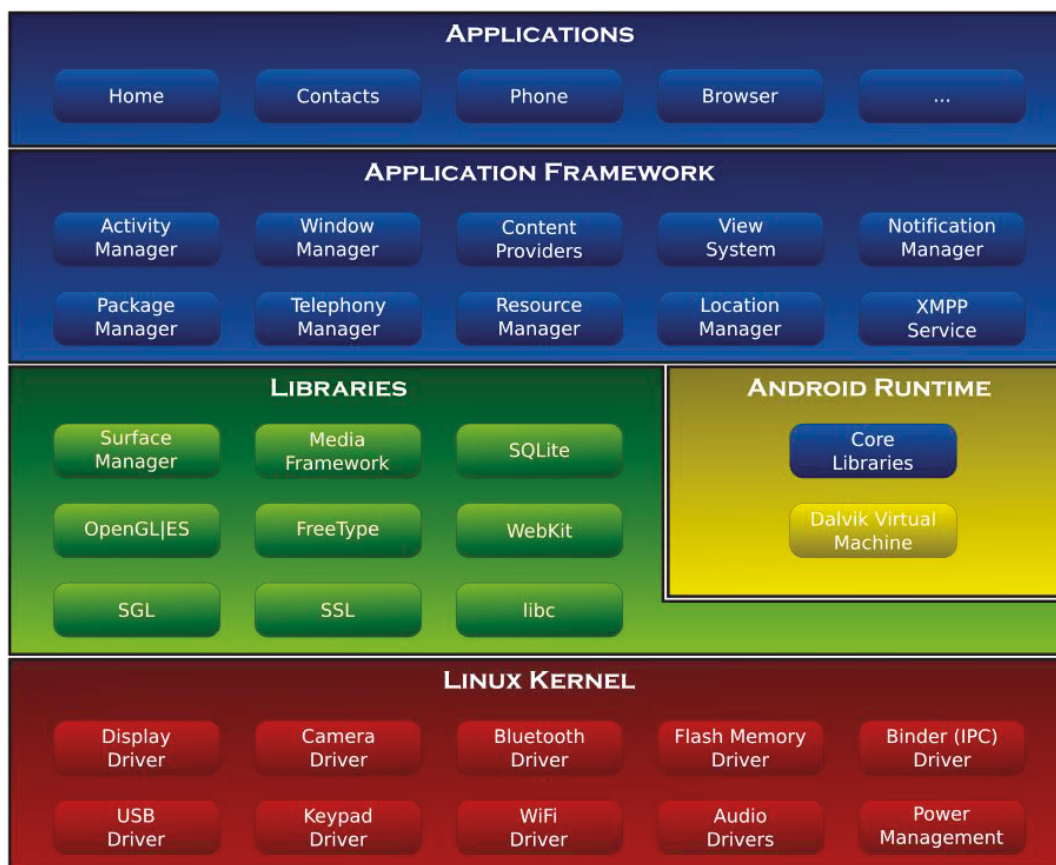 APPLICATIONS
Home
Contacts
Phone
Browser
...
APPLICATION FRAMEWORK
Activity
Manager
Window
Manager
Content
Providers
View
System
Notification
Manager
Package
Manager
Telephony
Manager
Resource
Manager
Location
Manager
XMPP
Service
LIBRARIES
Surface
Manager
Media
Framework
SQLite
OpenGL|ES
FreeType
WebKit
SGL
SSL
libc
ANDROID RUNTIME
Core
Libraries
Dalvik Virtual
Machine
LINUX KERNEL
Display
Driver
Camera
Driver
Bluetooth
Driver
Flash Memory
Driver
Binder (IPC)
Driver
USB
Driver
Keypad
Driver
WiFi
Driver
Audio
Drivers
Power
Management